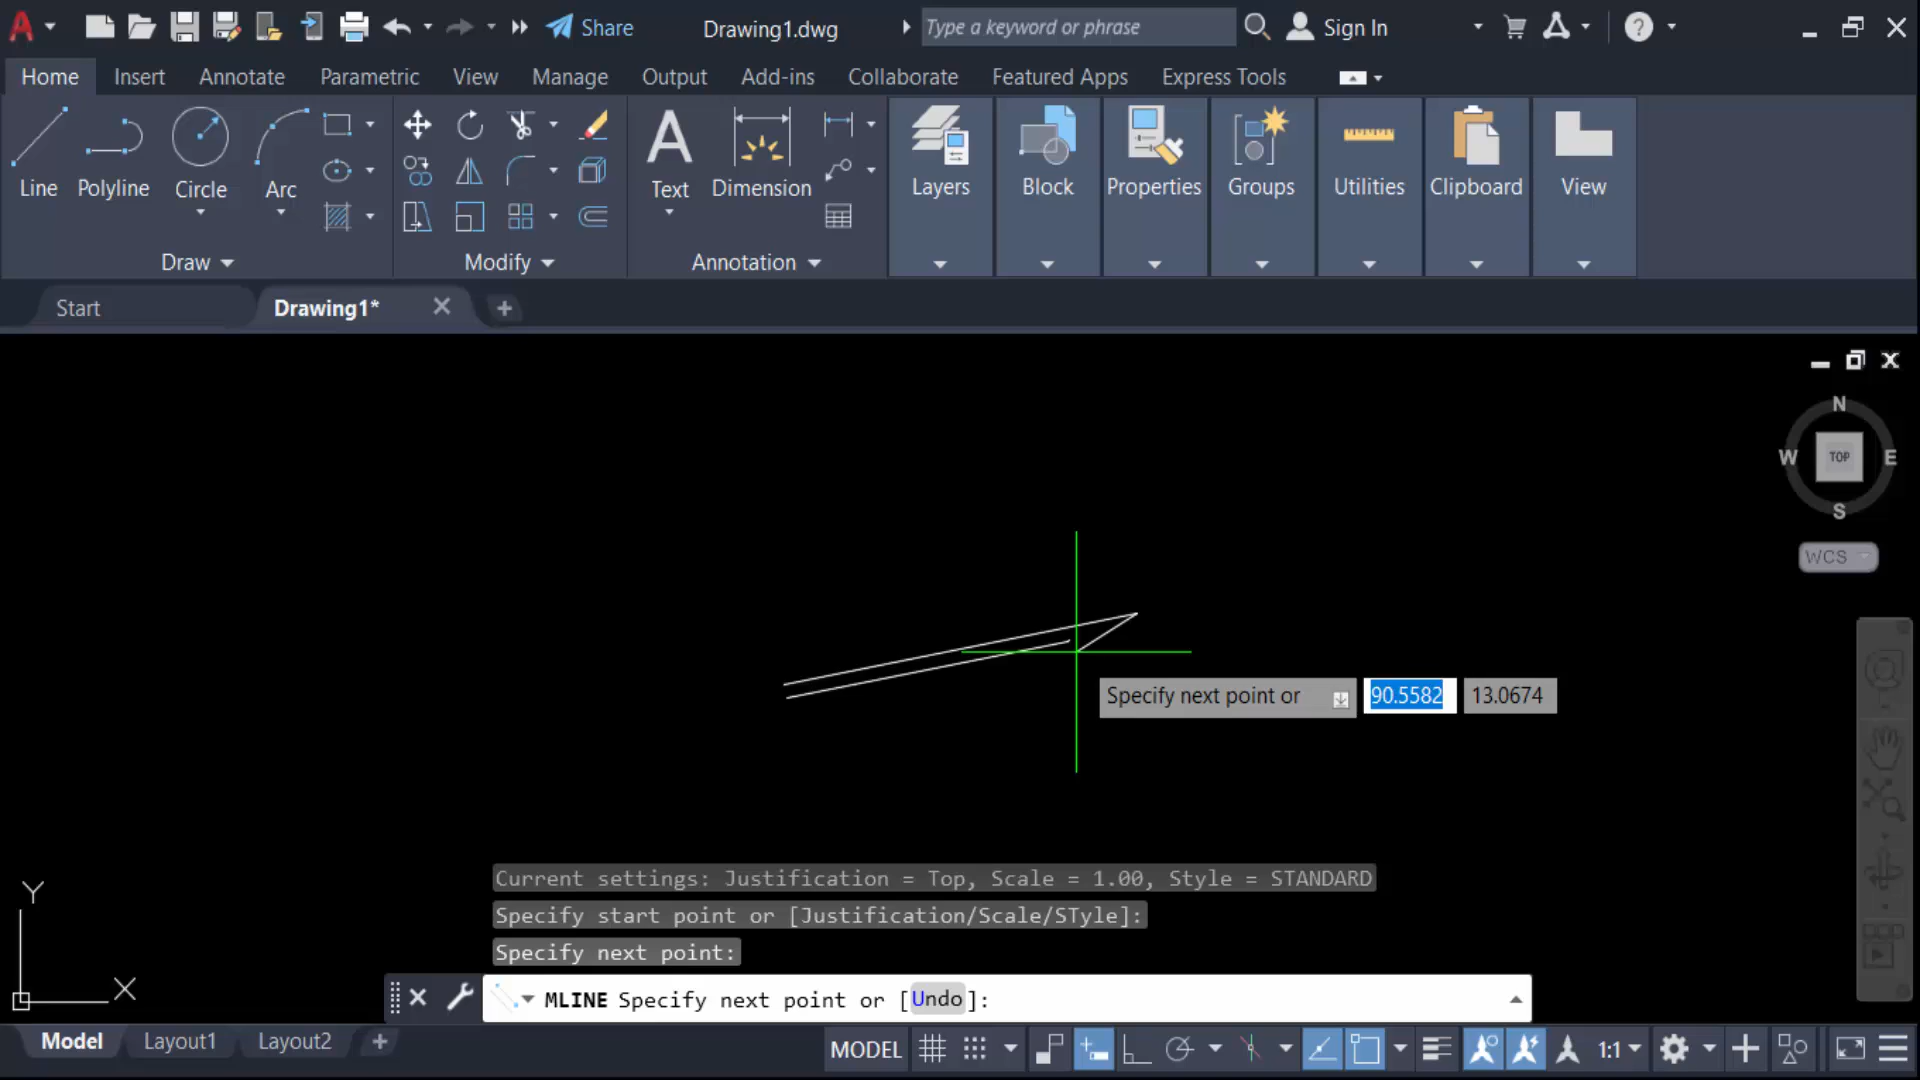 Share
Drawing1.dwg
Type a keyword or phrase
Sign In
Home
Insert
Annotate
Parametric
View
Manage
Output
Add-ins
Collaborate
Featured Apps
Express Tools
Line
Polyline
Circle
Arc
Text
Dimension
Layers
Block
Properties
Groups
Utilities
Clipboard
View
Draw
Modify
Annotation
Start
Drawing1*
N
W
TOP
E
S
WCS
Specify next point or
90.5582
13.0674
Current settings: Justification = Top, Scale = 1.00, Style = STANDARD
Specify start point or [Justification/Scale/STyle]:
Specify next point:
MLINE Specify next point or [Undo]:
Y
X
Model
Layout1
Layout2
MODEL
1:1